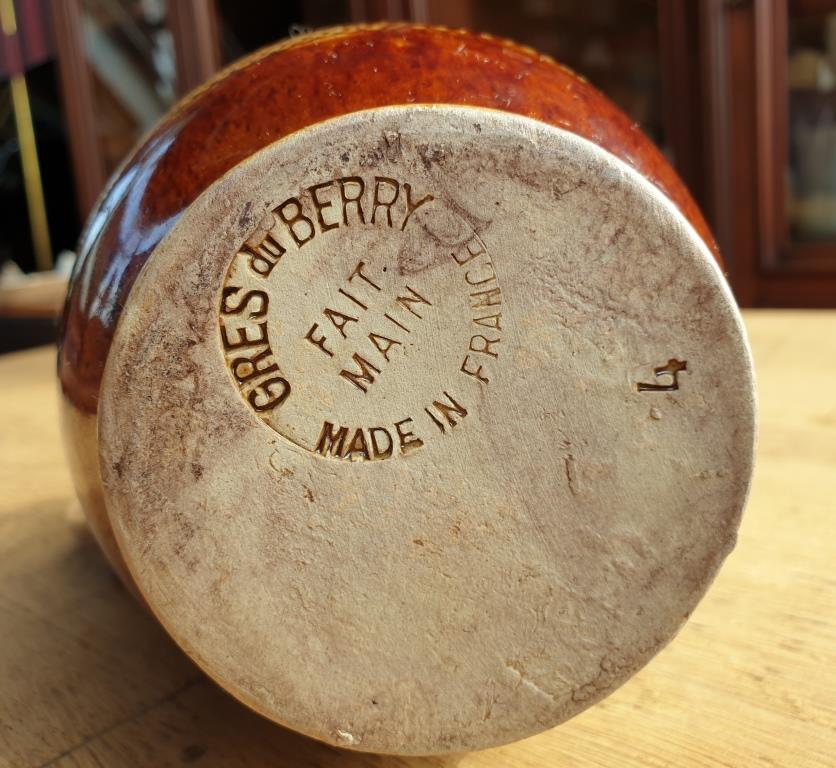 GRES du BERRY
FAIT
MAIN
MADE IN FRANCE
4